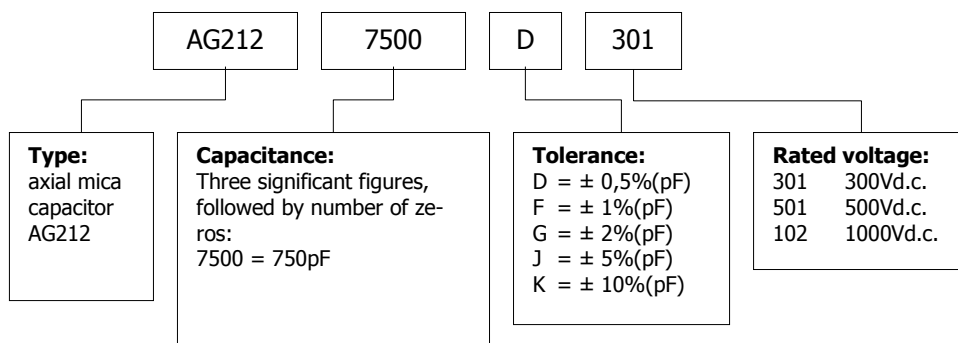 AG212 7500 D 301
Type:
axial mica
capacitor
AG212
Capacitance:
Three significant figures,
followed by number of ze-
ros:
7500 = 750pF
Tolerance:
D = ± 0,5%(pF)
F = ± 1%(pF)
G = ± 2%(pF)
J = ± 5%(pF)
K = ± 10%(pF)
Rated voltage:
301 300Vd.c.
501 500Vd.c.
102 1000Vd.c.